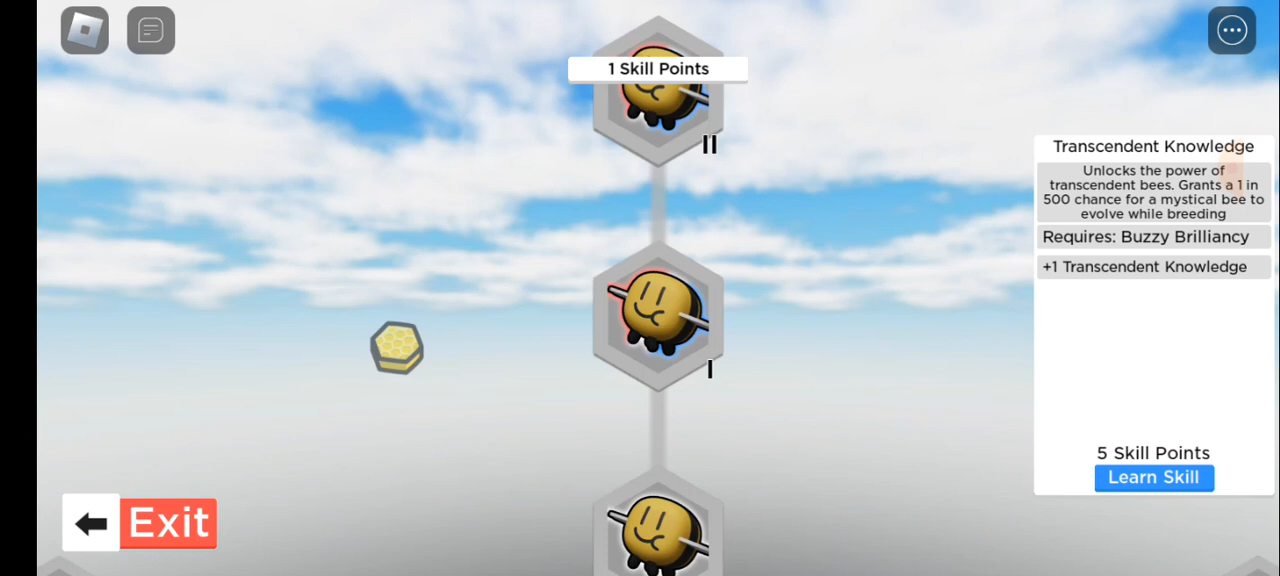 1 Skill Points
II
Transcendent Knowledge
Unlocks the power of
transcendent bees. Grants a 1 in
500 chance for a mystical bee to
evolve while breeding
Requires: Buzzy Brilliancy
+1 Transcendent Knowledge
I
5 Skill Points
Learn Skill
Exit